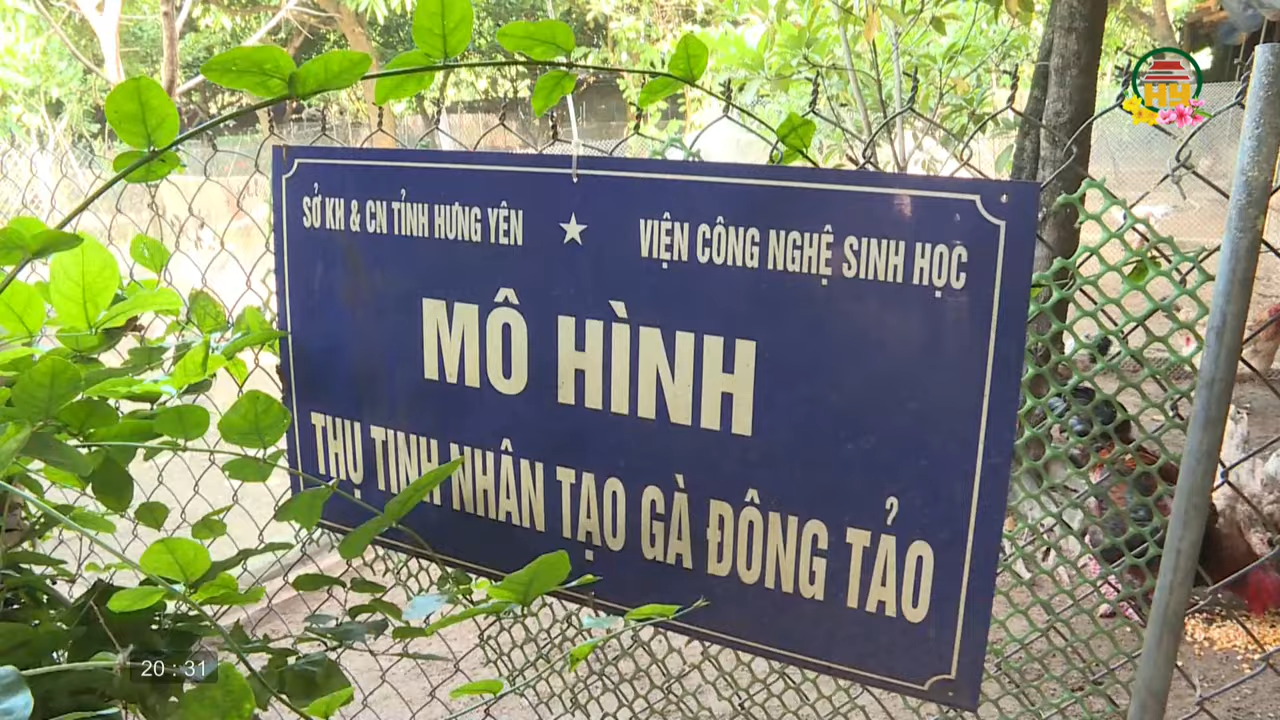 HY
SỞ KH & CN TỈNH HƯNG YÊN ★ VIỆN CÔNG NGHỆ SINH HỌC
MÔ HÌNH
THỤ TINH NHÂN TẠO GÀ ĐÔNG TẢO
20 : 31